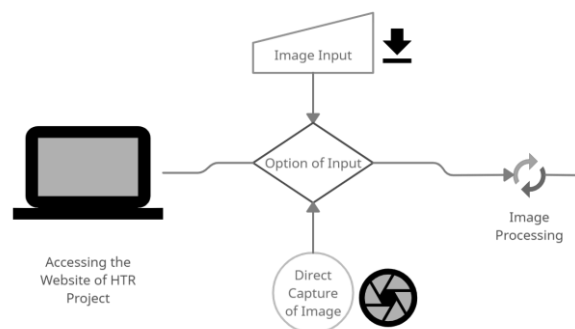 Image Input
Option of Input
Accessing the
Website of HTR
Project
Direct
Capture
of Image
Image
Processing